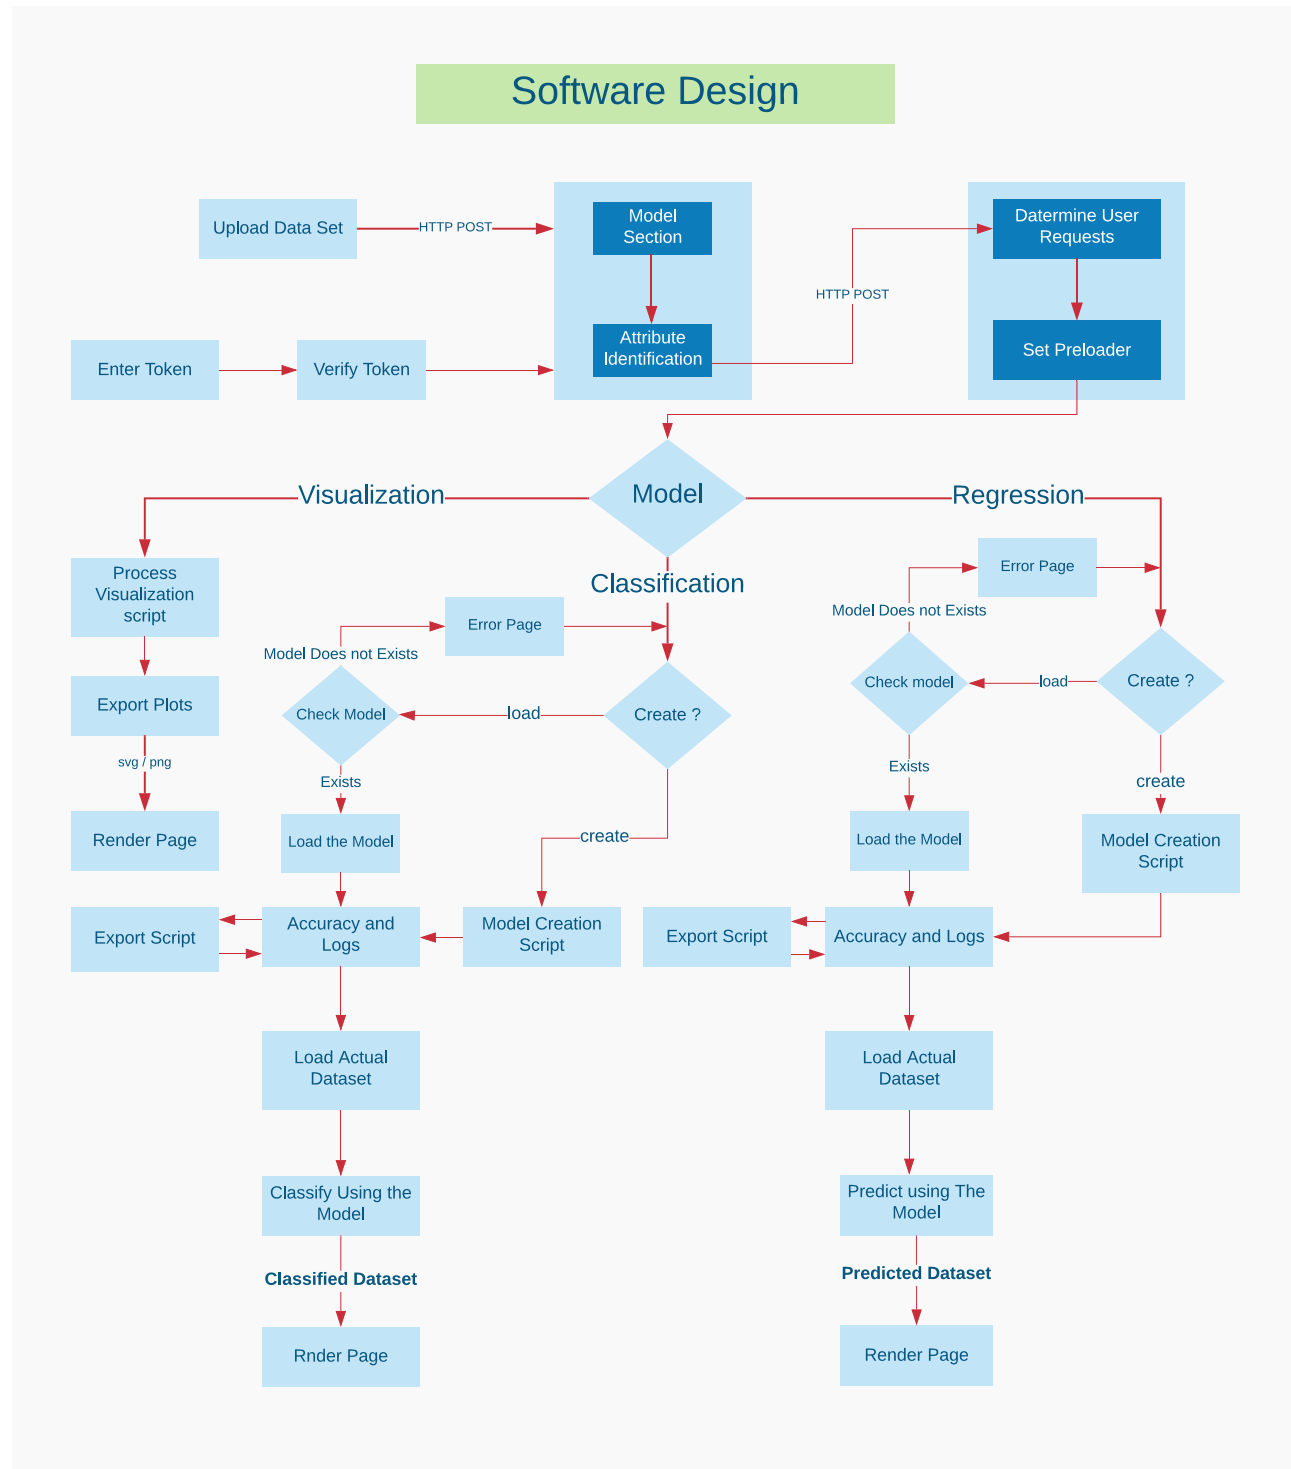 Software Design
Upload Data Set
HTTP POST
Model
Section
Datermine User
Requests
HTTP POST
Attribute
Identification
Set Preloader
Enter Token
Verify Token
Visualization
Model
Regression
Process
Visualization
script
Classification
Error Page
Model Does not Exists
Error Page
Model Does not Exists
Check model
load
Create ?
Export Plots
Check Model
load
Create ?
svg / png
Exists
Exists
create
Render Page
Load the Model
create
Load the Model
Model Creation
Script
Export Script
Accuracy and
Logs
Model Creation
Script
Export Script
Accuracy and Logs
Load Actual
Dataset
Load Actual
Dataset
Classify Using the
Model
Predict using The
Model
Classified Dataset
Predicted Dataset
Rnder Page
Render Page